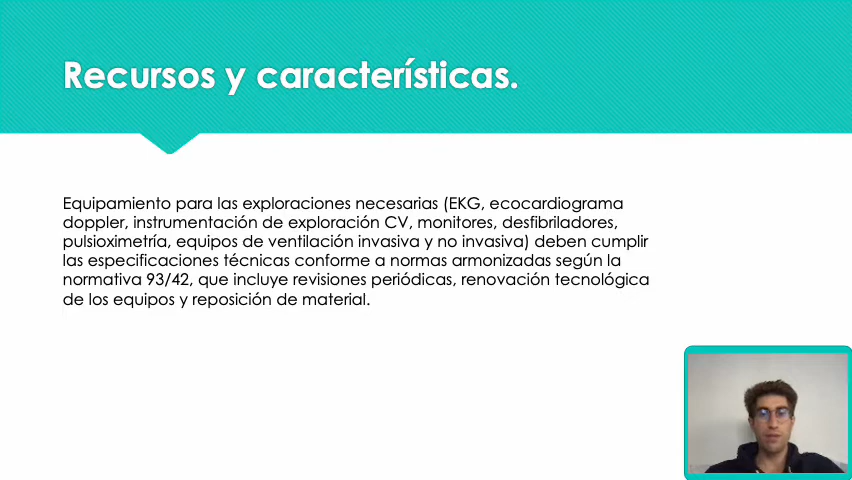 Recursos y características.
Equipamiento para las exploraciones necesarias (EKG, ecocardiograma
doppler, instrumentación de exploración CV, monitores, desfibriladores,
pulsioximetría, equipos de ventilación invasiva y no invasiva) deben cumplir
las especificaciones técnicas conforme a normas armonizadas según la
normativa 93/42, que incluye revisiones periódicas, renovación tecnológica
de los equipos y reposición de material.